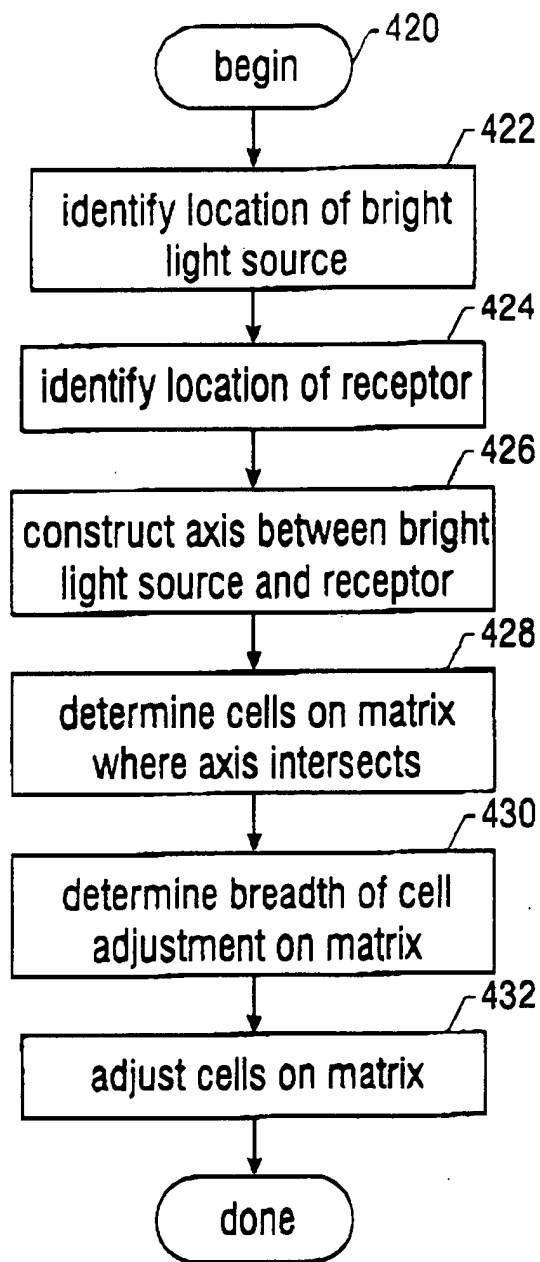 420
begin
422
identify location of bright
light source
424
identify location of receptor
426
construct axis between bright
light source and receptor
428
determine cells on matrix
where axis intersects
430
determine breadth of cell
adjustment on matrix
432
adjust cells on matrix
done